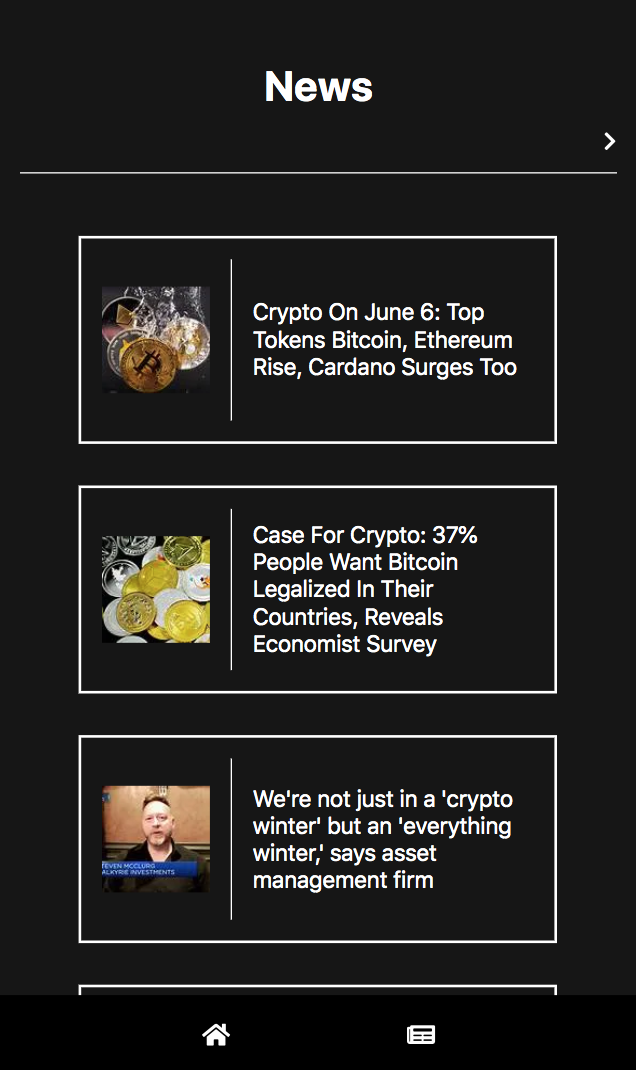 News
Crypto On June 6: Top
Tokens Bitcoin, Ethereum
Rise, Cardano Surges Too
Case For Crypto: 37%
People Want Bitcoin
Legalized In Their
Countries, Reveals
Economist Survey
We're not just in a 'crypto
winter' but an 'everything
winter,' says asset
management firm
TEVEN MCCLURG
ALKYRIE INVESTMENTS